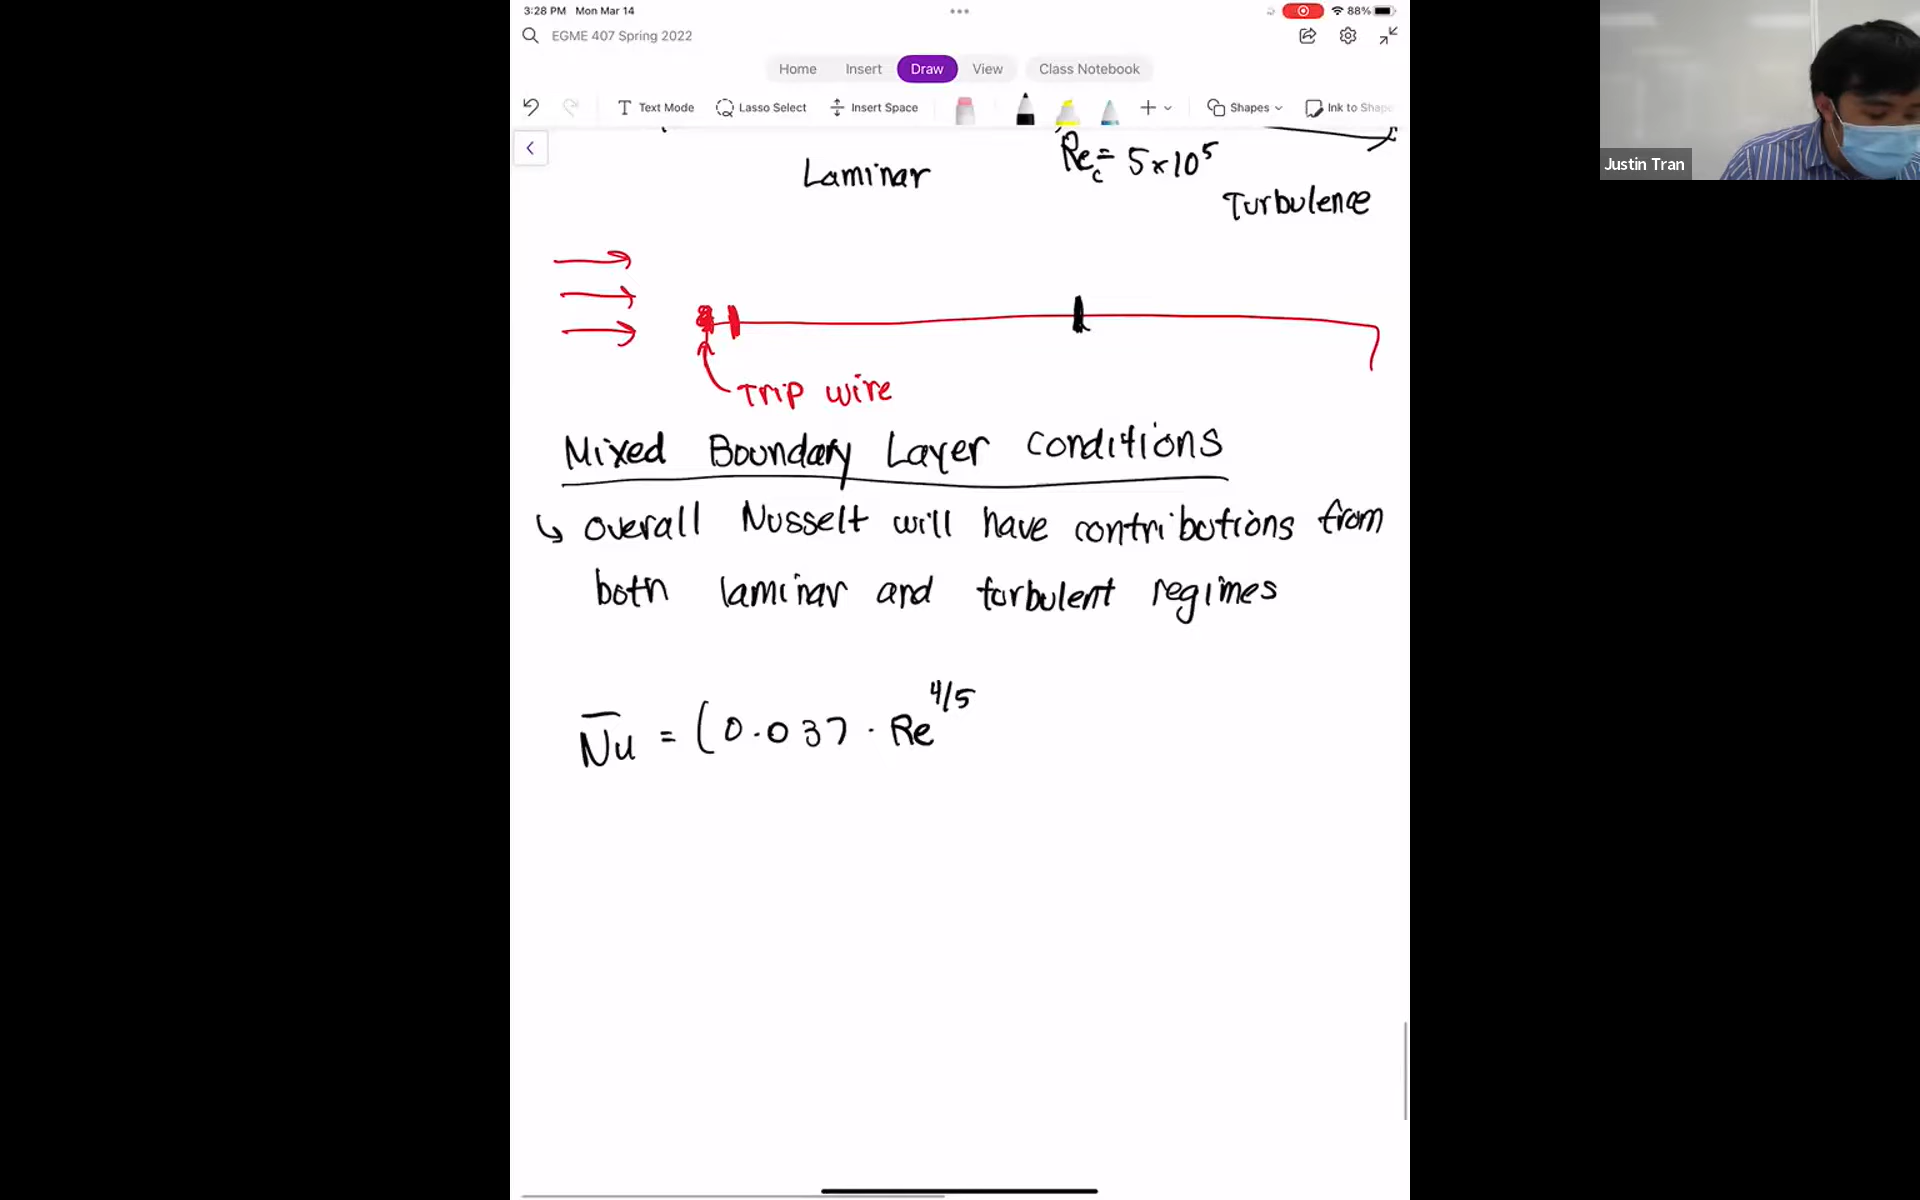 3:28 PM Mon Mar 14
88%
EGME 407 Spring 2022
Home Insert Draw View Class Notebook
Text Mode Lasso Select Insert Space Shapes Ink to Shape
Justin Tran
Re_c = 5×10^5
Laminar
Turbulence
Trip wire
Mixed Boundary Layer Conditions
↳ overall Nusselt will have contributions from
both laminar and turbulent regimes
N̅u̅ = (0.037 · Re^4/5